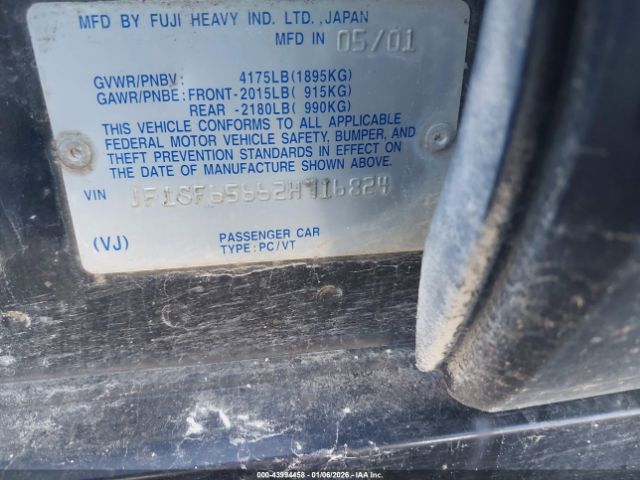 MFD BY FUJI HEAVY IND. LTD.,JAPAN
MFD IN 05/01
GVWR/PNBV: 4175LB(1895KG)
GAWR/PNBE:FRONT-2015LB( 915KG)
REAR -2180LB( 990KG)
THIS VEHICLE CONFORMS TO ALL APPLICABLE
FEDERAL MOTOR VEHICLE SAFETY, BUMPER, AND
THEFT PREVENTION STANDARDS IN EFFECT ON
THE DATE OF MANUFACTURE SHOWN ABOVE.
VIN JF1SF65662H716824
(VJ) PASSENGER CAR
TYPE: PC/VT
000-43994458 - 01/06/2026 - © IAA, Inc.